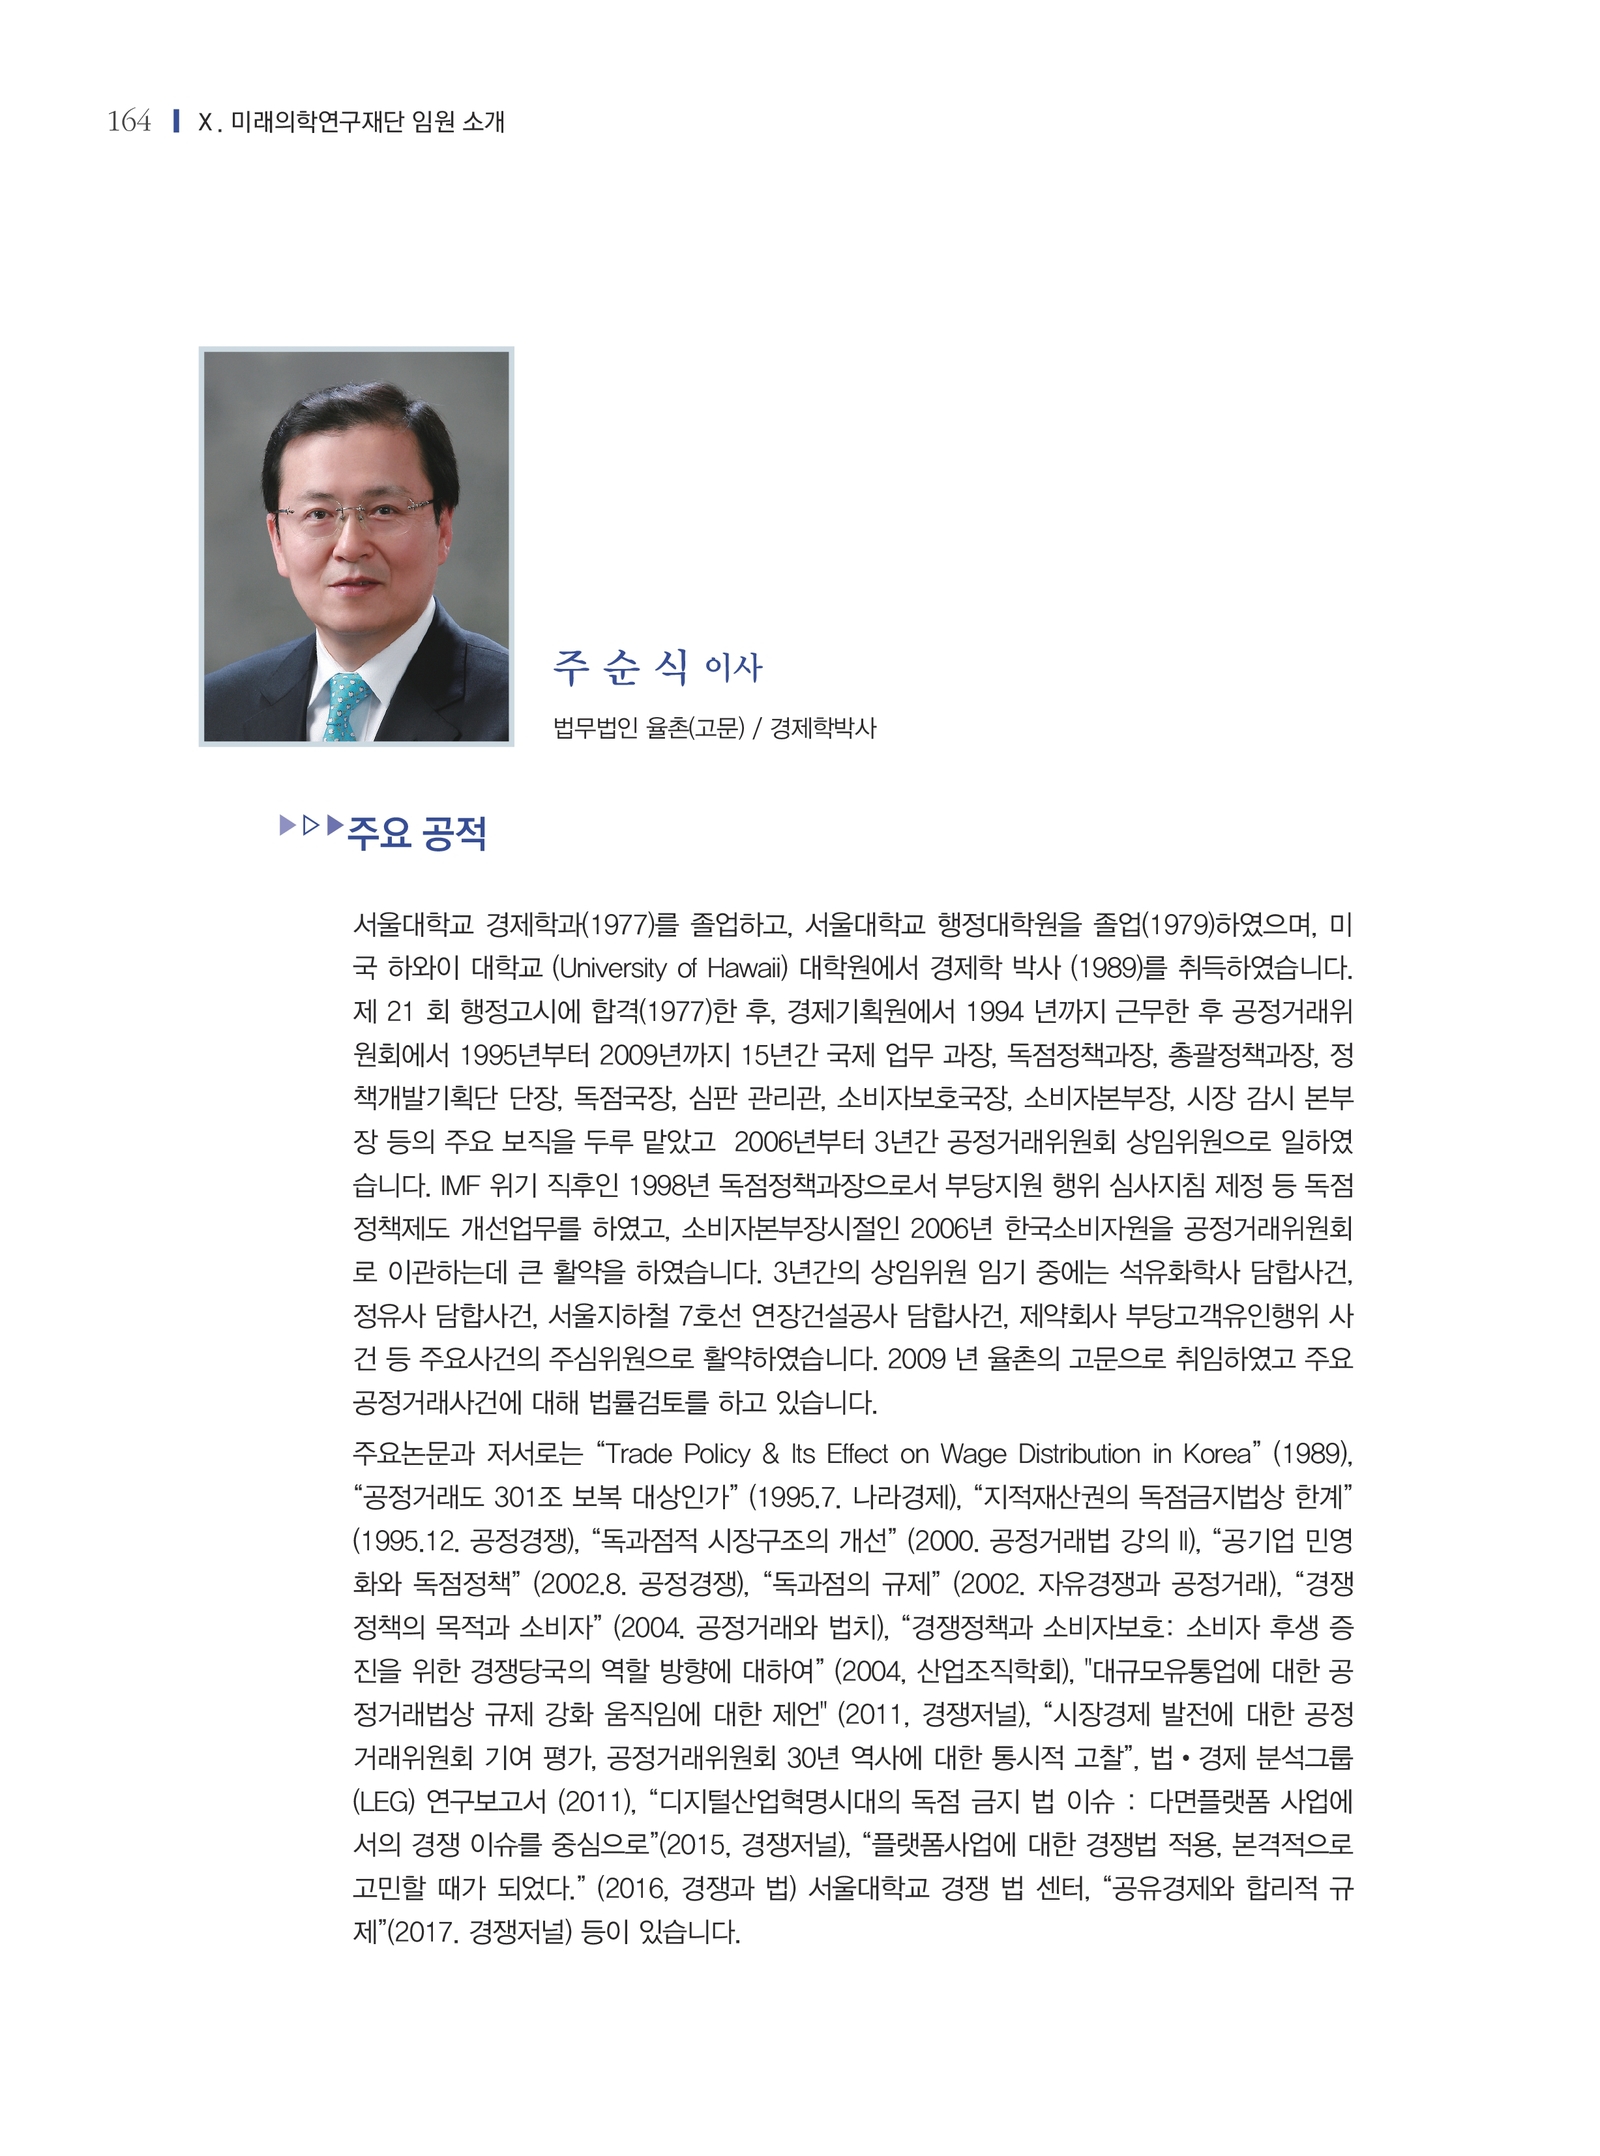 164 X. 미래의학연구재단 임원 소개
주 순 식 이사
법무법인 율촌(고문) / 경제학박사
주요 공적
서울대학교 경제학과(1977)를 졸업하고, 서울대학교 행정대학원을 졸업(1979)하였으며, 미
국 하와이 대학교 (University of Hawaii) 대학원에서 경제학 박사 (1989)를 취득하였습니다.
제 21 회 행정고시에 합격(1977)한 후, 경제기획원에서 1994 년까지 근무한 후 공정거래위
원회에서 1995년부터 2009년까지 15년간 국제 업무 과장, 독점정책과장, 총괄정책과장, 정
책개발기획단 단장, 독점국장, 심판 관리관, 소비자보호국장, 소비자본부장, 시장 감시 본부
장 등의 주요 보직을 두루 맡았고 2006년부터 3년간 공정거래위원회 상임위원으로 일하였
습니다. IMF 위기 직후인 1998년 독점정책과장으로서 부당지원 행위 심사지침 제정 등 독점
정책제도 개선업무를 하였고, 소비자본부장시절인 2006년 한국소비자원을 공정거래위원회
로 이관하는데 큰 활약을 하였습니다. 3년간의 상임위원 임기 중에는 석유화학사 담합사건,
정유사 담합사건, 서울지하철 7호선 연장건설공사 담합사건, 제약회사 부당고객유인행위 사
건 등 주요사건의 주심위원으로 활약하였습니다. 2009 년 율촌의 고문으로 취임하였고 주요
공정거래사건에 대해 법률검토를 하고 있습니다.
주요논문과 저서로는 “Trade Policy & Its Effect on Wage Distribution in Korea” (1989),
“공정거래도 301조 보복 대상인가” (1995.7. 나라경제), “지적재산권의 독점금지법상 한계”
(1995.12. 공정경쟁), “독과점적 시장구조의 개선” (2000. 공정거래법 강의 II), “공기업 민영
화와 독점정책” (2002.8. 공정경쟁), “독과점의 규제” (2002. 자유경쟁과 공정거래), “경쟁
정책의 목적과 소비자” (2004. 공정거래와 법치), “경쟁정책과 소비자보호: 소비자 후생 증
진을 위한 경쟁당국의 역할 방향에 대하여” (2004, 산업조직학회), "대규모유통업에 대한 공
정거래법상 규제 강화 움직임에 대한 제언" (2011, 경쟁저널), “시장경제 발전에 대한 공정
거래위원회 기여 평가, 공정거래위원회 30년 역사에 대한 통시적 고찰”, 법•경제 분석그룹
(LEG) 연구보고서 (2011), “디지털산업혁명시대의 독점 금지 법 이슈 : 다면플랫폼 사업에
서의 경쟁 이슈를 중심으로”(2015, 경쟁저널), “플랫폼사업에 대한 경쟁법 적용, 본격적으로
고민할 때가 되었다.” (2016, 경쟁과 법) 서울대학교 경쟁 법 센터, “공유경제와 합리적 규
제”(2017. 경쟁저널) 등이 있습니다.